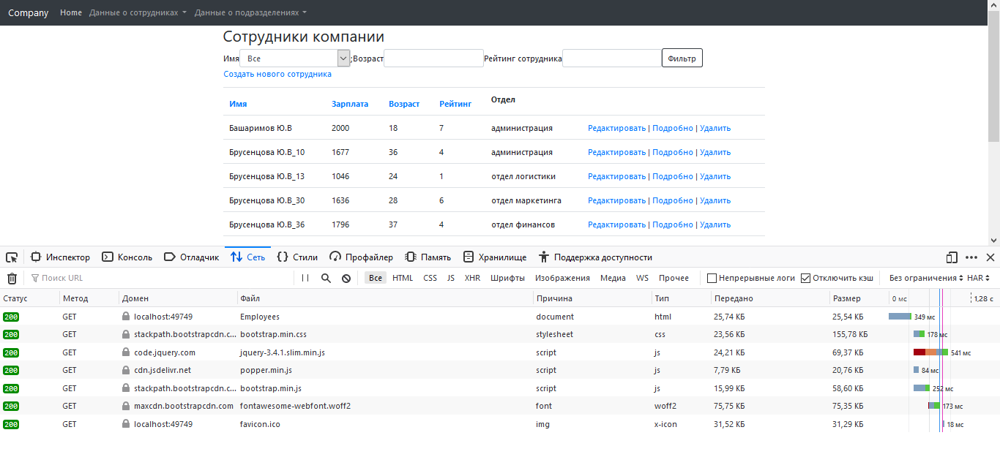 Company Home Данные о сотрудниках Данные о подразделениях
Сотрудники компании
Имя Все ;Возраст Рейтинг сотрудника Фильтр
Создать нового сотрудника
Имя Зарплата Возраст Рейтинг Отдел
Башаримов Ю.В 2000 18 7 администрация Редактировать | Подробно | Удалить
Брусенцова Ю.В_10 1677 36 4 администрация Редактировать | Подробно | Удалить
Брусенцова Ю.В_13 1046 24 1 отдел логистики Редактировать | Подробно | Удалить
Брусенцова Ю.В_30 1636 28 6 отдел маркетинга Редактировать | Подробно | Удалить
Брусенцова Ю.В_36 1796 37 4 отдел финансов Редактировать | Подробно | Удалить
Инспектор Консоль Отладчик Сеть Стили Профайлер Память Хранилище Поддержка доступности
Поиск URL Все HTML CSS JS XHR Шрифты Изображения Медиа WS Прочее Непрерывные логи Отключить кэш Без ограничения HAR
Статус Метод Домен Файл Причина Тип Передано Размер 0 мс 1,28 с
200 GET localhost:49749 Employees document html 25,74 КБ 25,54 КБ 349 мс
200 GET stackpath.bootstrapcdn.c... bootstrap.min.css stylesheet css 23,56 КБ 155,78 КБ 178 мс
200 GET code.jquery.com jquery-3.4.1.slim.min.js script js 24,21 КБ 69,37 КБ 541 мс
200 GET cdn.jsdelivr.net popper.min.js script js 7,79 КБ 20,76 КБ 84 мс
200 GET stackpath.bootstrapcdn.c... bootstrap.min.js script js 15,99 КБ 58,60 КБ 252 мс
200 GET maxcdn.bootstrapcdn.com fontawesome-webfont.woff2 font woff2 75,75 КБ 75,35 КБ 173 мс
200 GET localhost:49749 favicon.ico img x-icon 31,52 КБ 31,29 КБ 18 мс